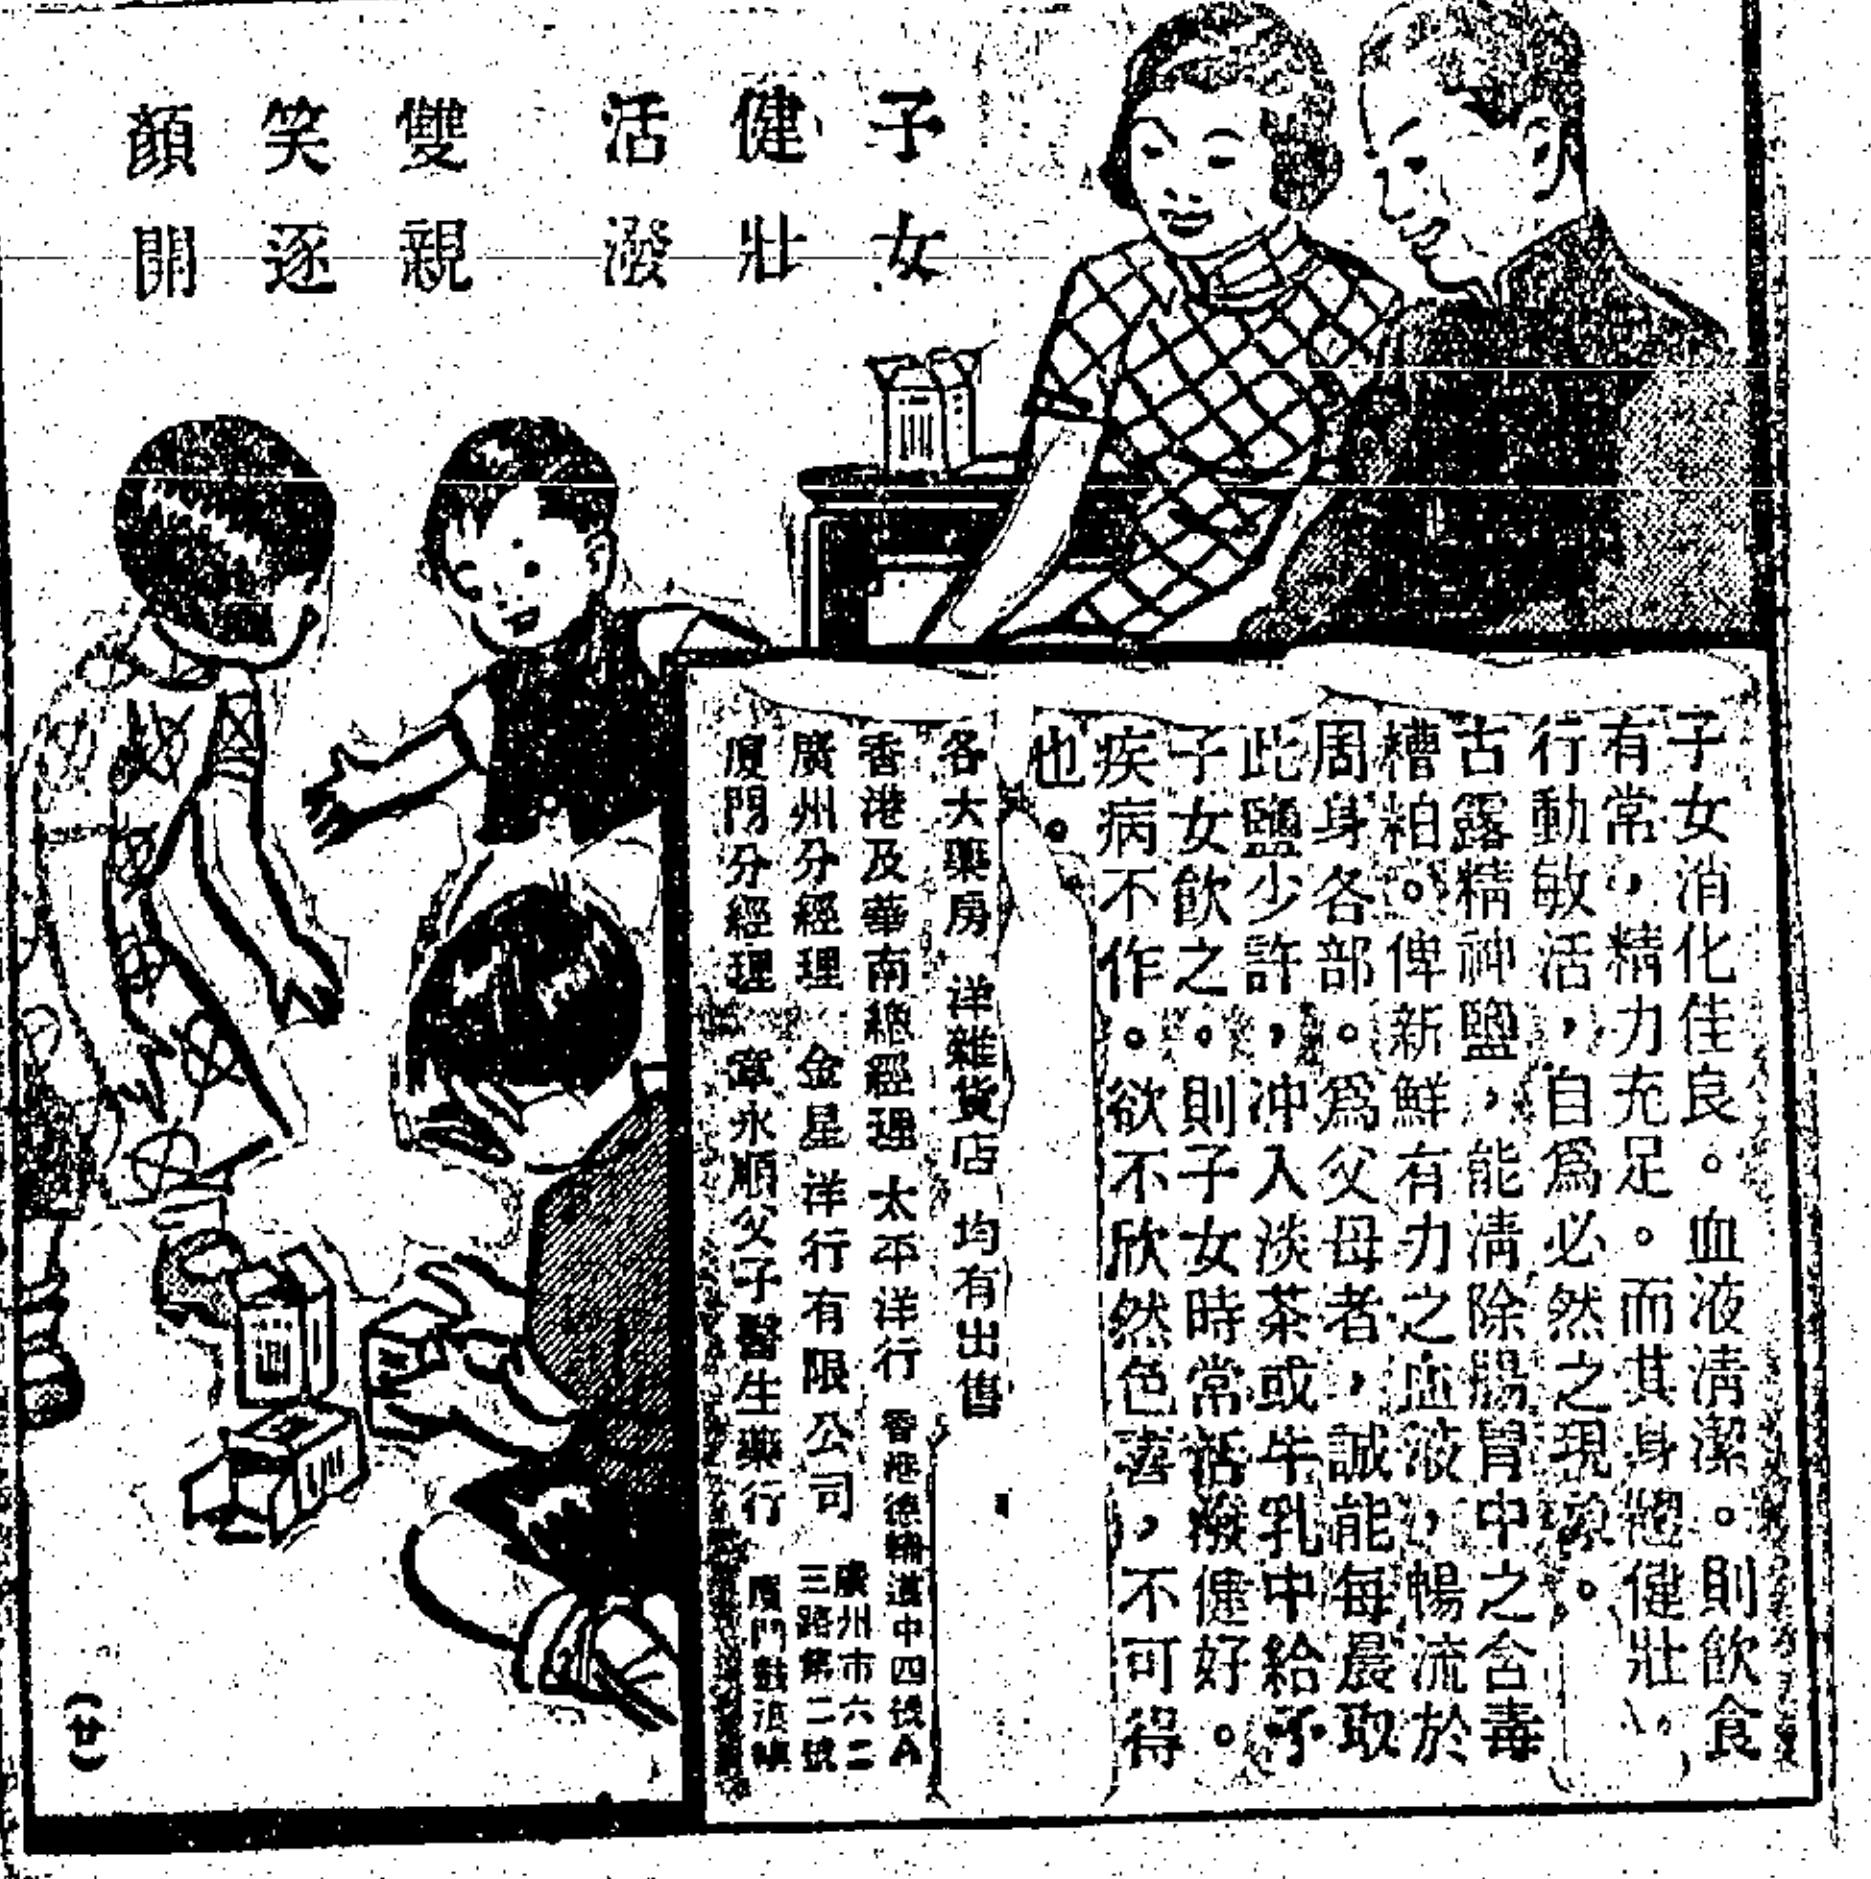 子女
健壯
活潑
雙親
笑逐
顏開
子女消化佳良。血液清潔。則飲食
有常，精力充足。而其身體健壯、
行動敏活，自爲必然之現象。
古露精神鹽，能清除腸胃中之含毒
糟粕。俾新鮮有力之血液，暢流於
周身各部。爲父母者，誠能每晨取
此鹽少許，冲入淡茶或牛乳中給予
子女飲之。則子女時常活潑健好。
疾病不作。欲不欣然色喜，不可得
也。
各大藥房 洋雜貨店 均有出售
香港及華南總經理 太平洋行 香港德輔道中四號A
廣州分經理 金星洋行有限公司 廣州市六二
三路第二號
廈門分經理 韋永順父子醫生藥行 廈門鼓浪嶼
(廿)